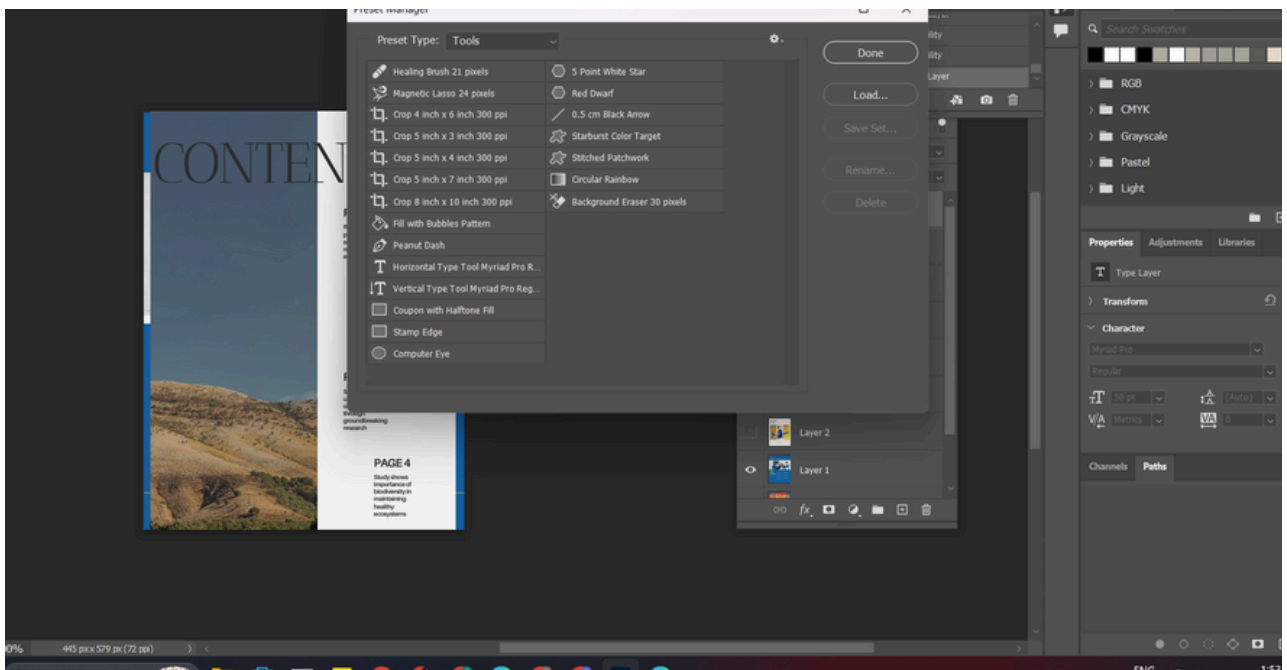 Preset Manager
Preset Type: Tools
Done
Load...
Save Set...
Rename...
Delete
Healing Brush 21 pixels
Magnetic Lasso 24 pixels
Crop 4 inch x 6 inch 300 ppi
Crop 5 inch x 3 inch 300 ppi
Crop 5 inch x 4 inch 300 ppi
Crop 5 inch x 7 inch 300 ppi
Crop 8 inch x 10 inch 300 ppi
Fill with Bubbles Pattern
Peanut Dash
Horizontal Type Tool Myriad Pro R...
Vertical Type Tool Myriad Pro Reg...
Coupon with Halftone Fill
Stamp Edge
Computer Eye
5 Point White Star
Red Dwarf
0.5 cm Black Arrow
Starburst Color Target
Stitched Patchwork
Circular Rainbow
Background Eraser 30 pixels
CONTEN
through
groundbreaking
research
PAGE 4
Study shows
importance of
biodiversity in
maintaining
healthy
ecosystems
Layer 2
Layer 1
fx
Search Swatches
RGB
CMYK
Grayscale
Pastel
Light
Properties Adjustments Libraries
T Type Layer
Transform
Character
Myriad Pro
Regular
50 pt (Auto)
Metrics 0
Channels Paths
445 px x 579 px (72 ppi)
ENG